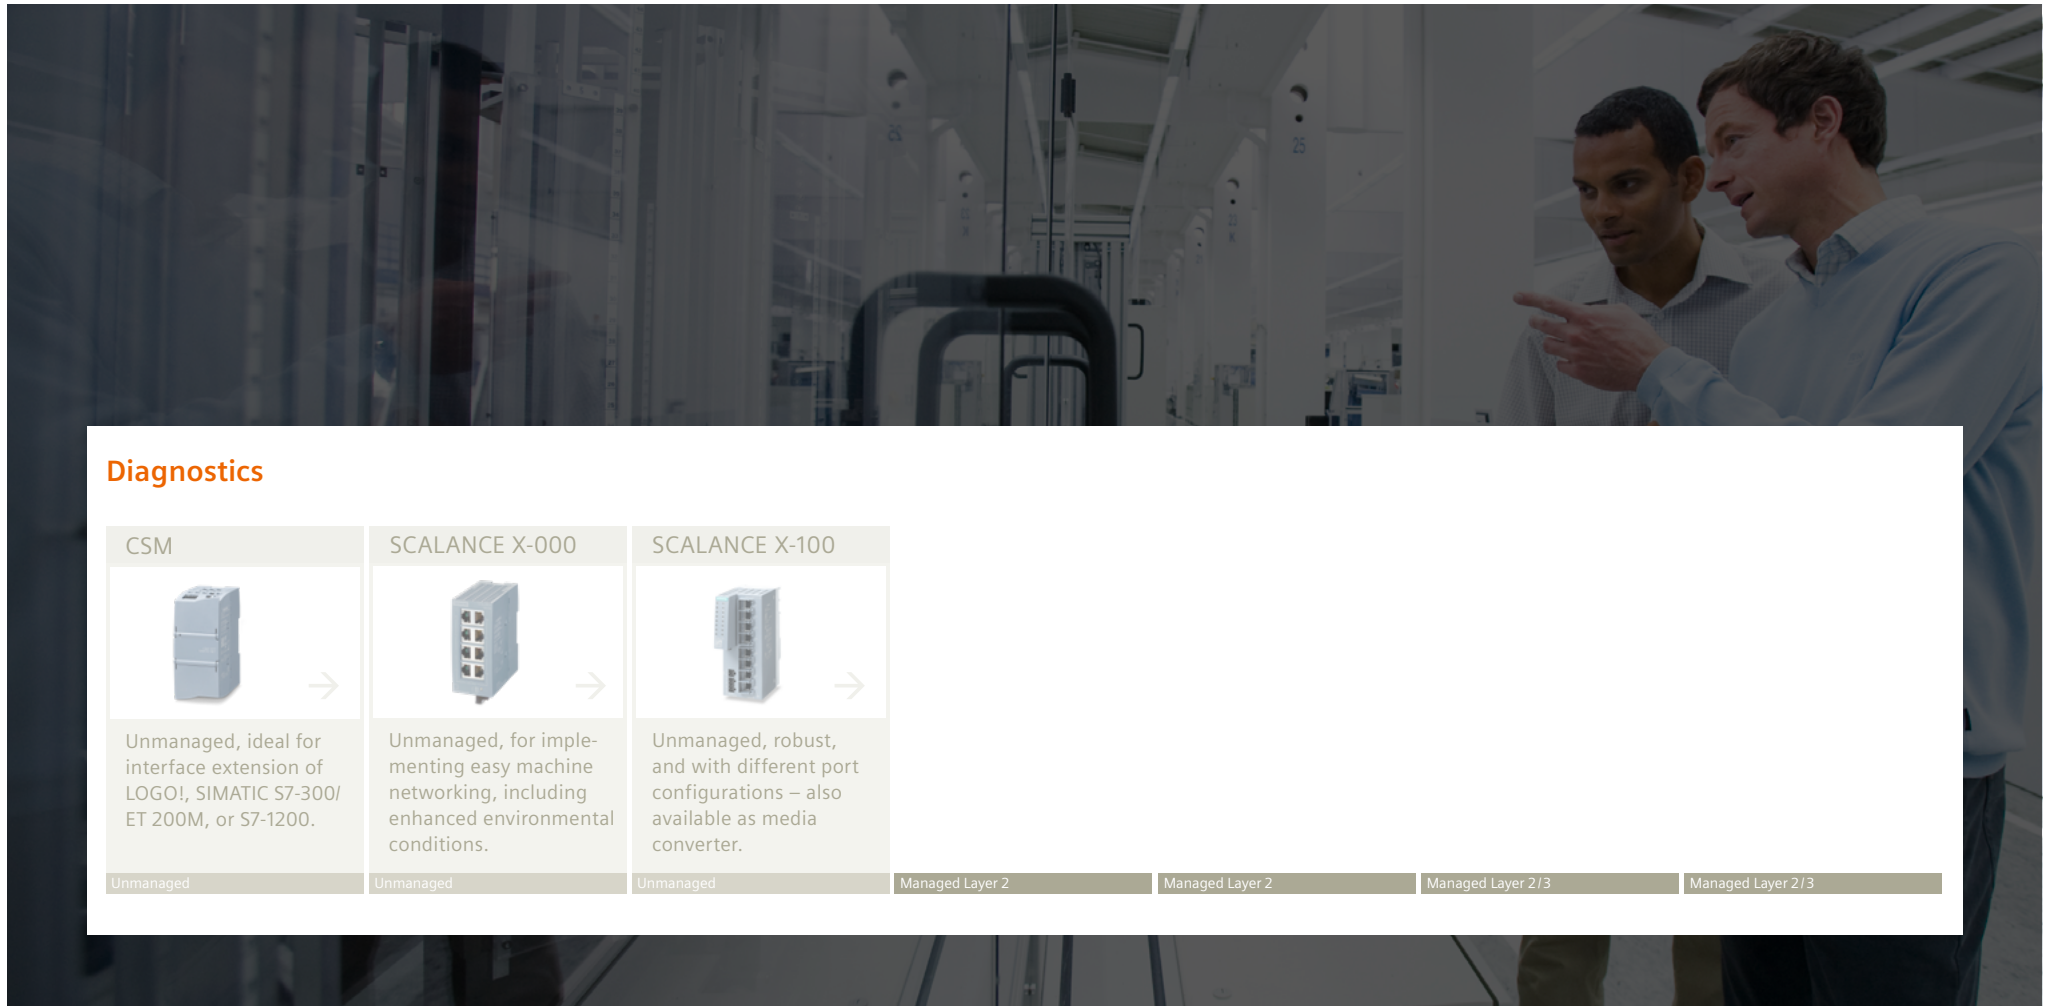 25
25
Diagnostics
CSM
Unmanaged, ideal for
interface extension of
LOGO!, SIMATIC S7-300/
ET 200M, or S7-1200.
Unmanaged
SCALANCE X-000
Unmanaged, for imple-
menting easy machine
networking, including
enhanced environmental
conditions.
Unmanaged
SCALANCE X-100
Unmanaged, robust,
and with different port
configurations – also
available as media
converter.
Unmanaged
Managed Layer 2
Managed Layer 2
Managed Layer 2/3
Managed Layer 2/3